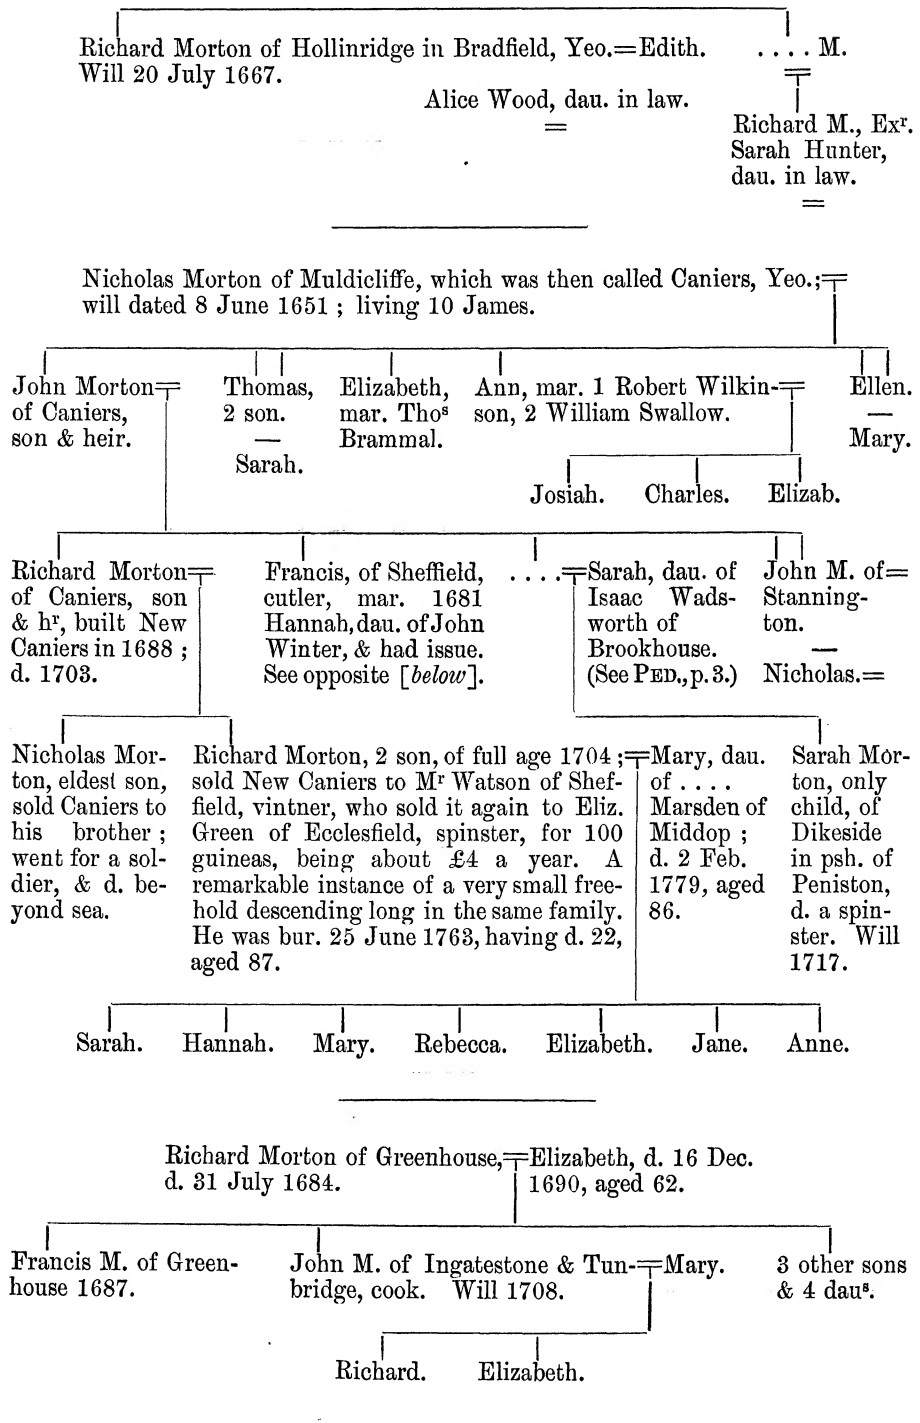 Richard Morton of Hollinridge in Bradfield, Yeo.=Edith.
Will 20 July 1667.
. . . . M.
Alice Wood, dau. in law.
=
Richard M., Exʳ.
Sarah Hunter,
dau. in law.
=
Nicholas Morton of Muldicliffe, which was then called Caniers, Yeo.;=
will dated 8 June 1651 ; living 10 James.
John Morton=
of Caniers,
son & heir.
Thomas,
2 son.
—
Sarah.
Elizabeth,
mar. Thoˢ
Brammal.
Ann, mar. 1 Robert Wilkin-=
son, 2 William Swallow.
Ellen.
—
Mary.
Josiah.
Charles.
Elizab.
Richard Morton=
of Caniers, son
& hʳ, built New
Caniers in 1688 ;
d. 1703.
Francis, of Sheffield,
cutler, mar. 1681
Hannah, dau. of John
Winter, & had issue.
See opposite [below].
. . . .=Sarah, dau. of
Isaac Wads-
worth of
Brookhouse.
(See PED., p. 3.)
John M. of=
Stanning-
ton.
—
Nicholas.=
Nicholas Mor-
ton, eldest son,
sold Caniers to
his brother ;
went for a sol-
dier, & d. be-
yond sea.
Richard Morton, 2 son, of full age 1704 ;=
sold New Caniers to Mʳ Watson of Shef-
field, vintner, who sold it again to Eliz.
Green of Ecclesfield, spinster, for 100
guineas, being about £4 a year. A
remarkable instance of a very small free-
hold descending long in the same family.
He was bur. 25 June 1763, having d. 22,
aged 87.
Mary, dau.
of . . . .
Marsden of
Middop ;
d. 2 Feb.
1779, aged
86.
Sarah Mor-
ton, only
child, of
Dikeside
in psh. of
Peniston,
d. a spin-
ster. Will
1717.
Sarah.
Hannah.
Mary.
Rebecca.
Elizabeth.
Jane.
Anne.
Richard Morton of Greenhouse,=Elizabeth, d. 16 Dec.
d. 31 July 1684.
1690, aged 62.
Francis M. of Green-
house 1687.
John M. of Ingatestone & Tun-=Mary.
bridge, cook. Will 1708.
3 other sons
& 4 dauˢ.
Richard.
Elizabeth.